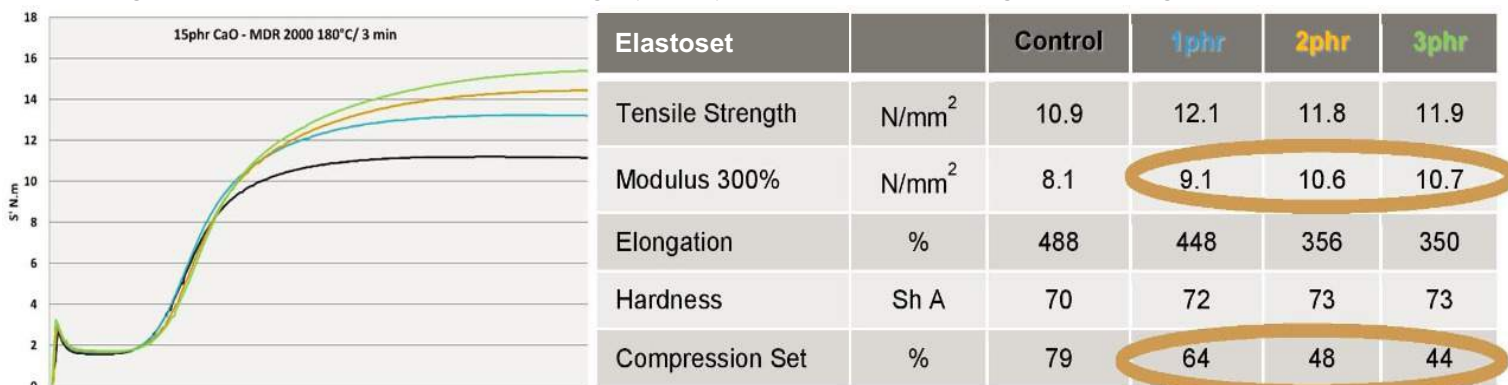 15phr CaO - MDR 2000 180°C/ 3 min
18
16
14
12
10
8
6
4
2
0
S' N.m
Elastoset Control 1phr 2phr 3phr
Tensile Strength N/mm² 10.9 12.1 11.8 11.9
Modulus 300% N/mm² 8.1 9.1 10.6 10.7
Elongation % 488 448 356 350
Hardness Sh A 70 72 73 73
Compression Set % 79 64 48 44